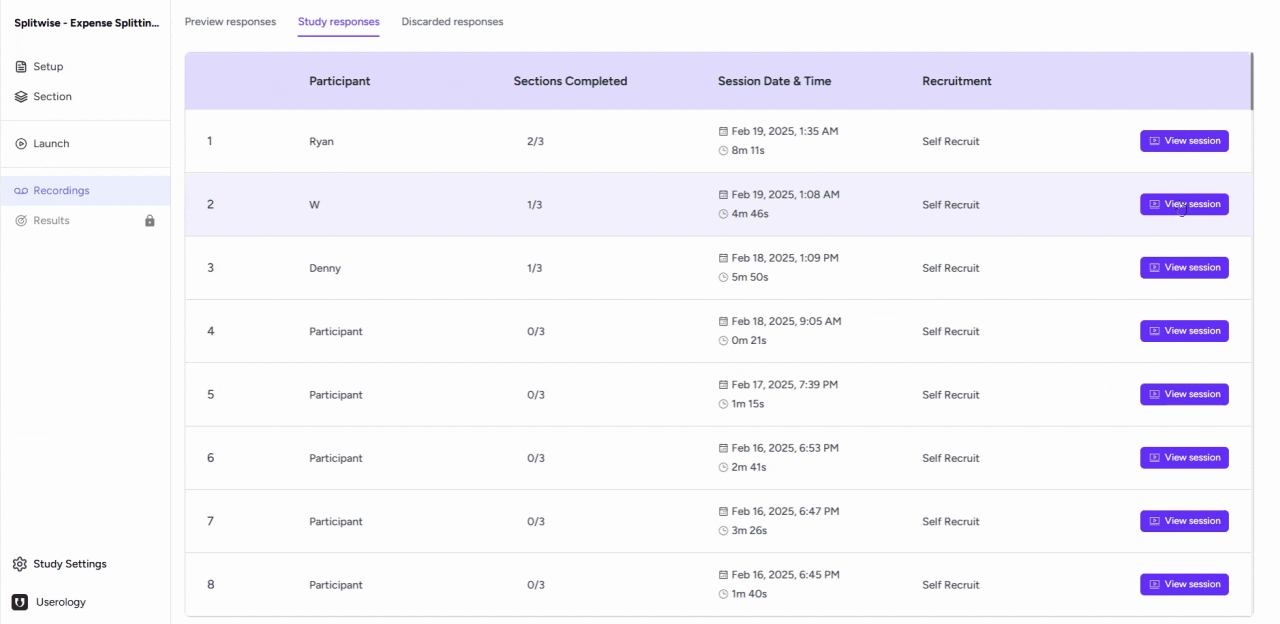 Splitwise - Expense Splittin...
Setup
Section
Launch
Recordings
Results
Study Settings
Userology
Preview responses Study responses Discarded responses
Participant Sections Completed Session Date & Time Recruitment
1 Ryan 2/3 Feb 19, 2025, 1:35 AM Self Recruit View session
8m 11s
2 W 1/3 Feb 19, 2025, 1:08 AM Self Recruit View session
4m 46s
3 Denny 1/3 Feb 18, 2025, 1:09 PM Self Recruit View session
5m 50s
4 Participant 0/3 Feb 18, 2025, 9:05 AM Self Recruit View session
0m 21s
5 Participant 0/3 Feb 17, 2025, 7:39 PM Self Recruit View session
1m 15s
6 Participant 0/3 Feb 16, 2025, 6:53 PM Self Recruit View session
2m 41s
7 Participant 0/3 Feb 16, 2025, 6:47 PM Self Recruit View session
3m 26s
8 Participant 0/3 Feb 16, 2025, 6:45 PM Self Recruit View session
1m 40s